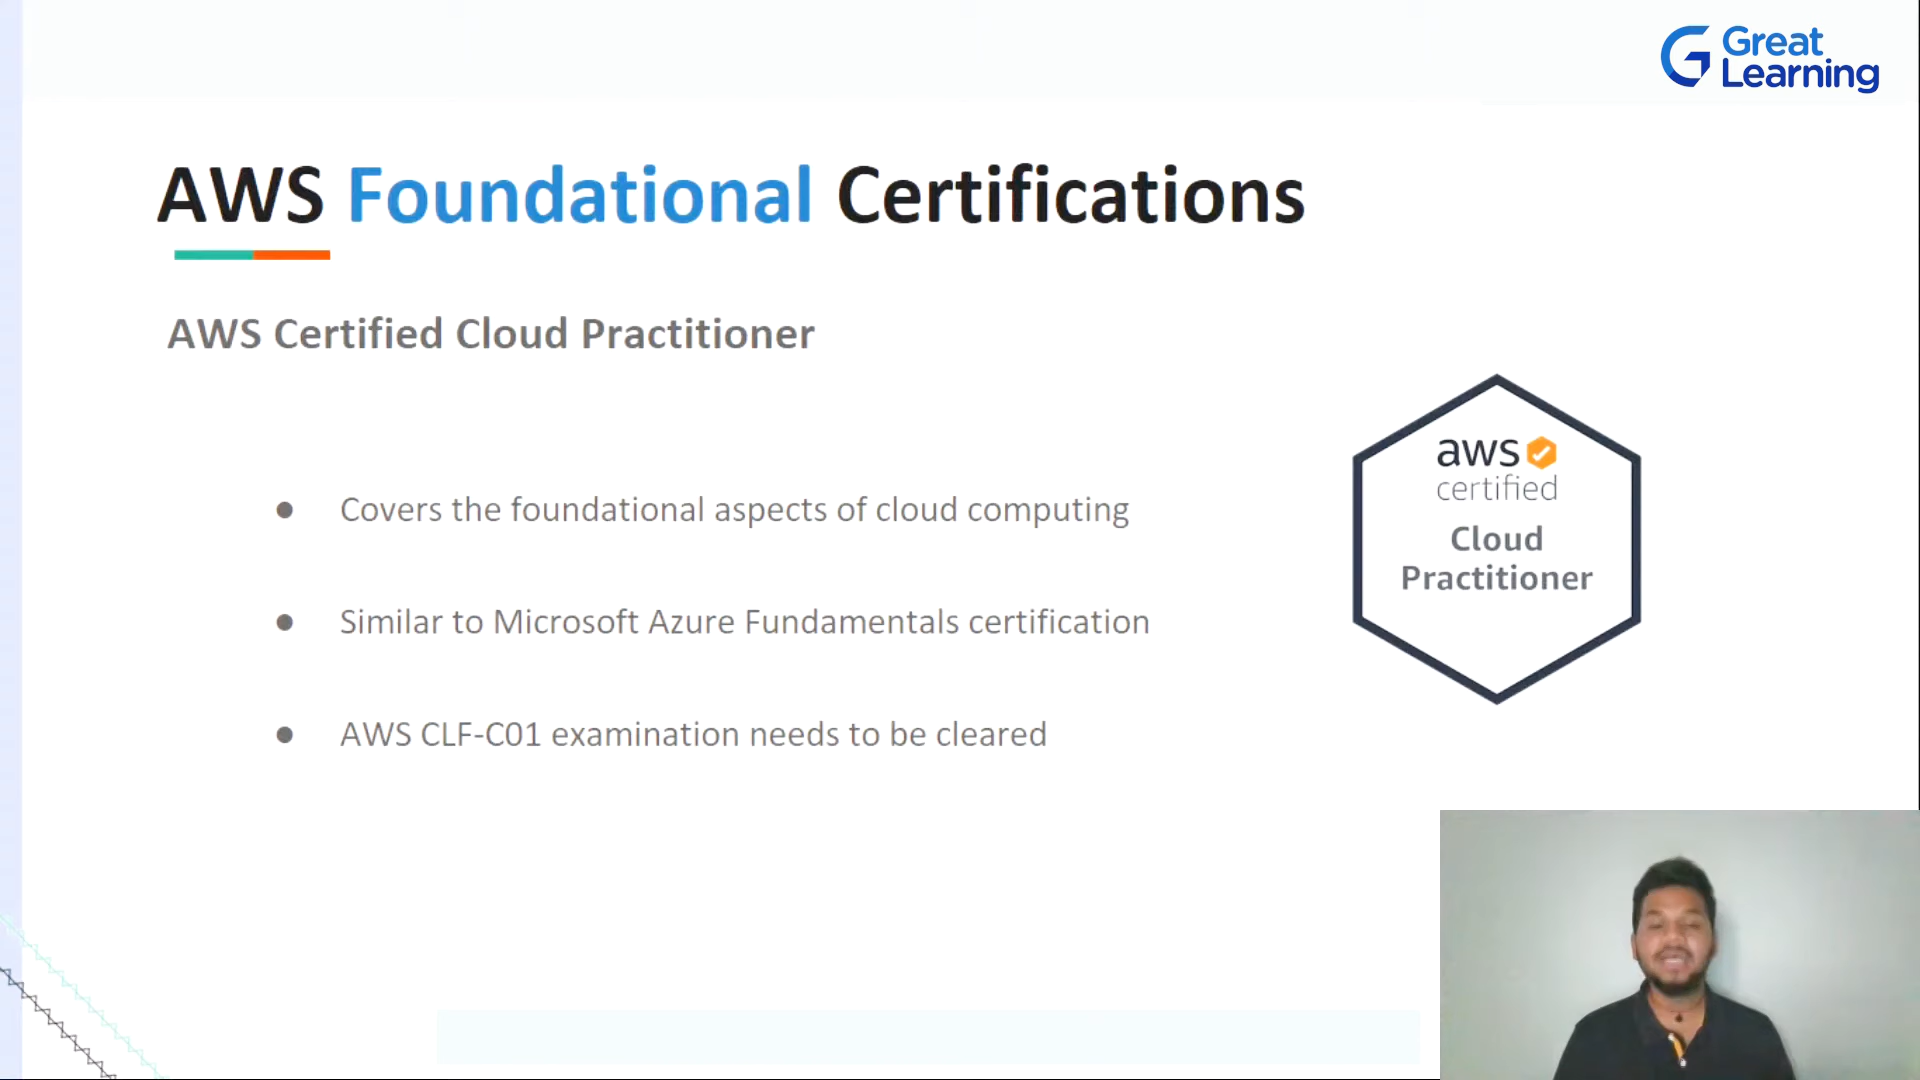 Great
Learning
AWS Foundational Certifications
AWS Certified Cloud Practitioner
● Covers the foundational aspects of cloud computing
● Similar to Microsoft Azure Fundamentals certification
● AWS CLF-C01 examination needs to be cleared
aws
certified
Cloud
Practitioner